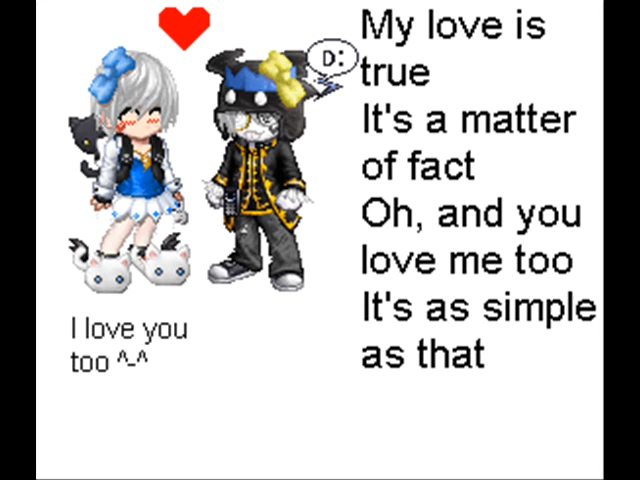 D:
My love is
true
It's a matter
of fact
Oh, and you
love me too
It's as simple
as that
I love you
too ^-^